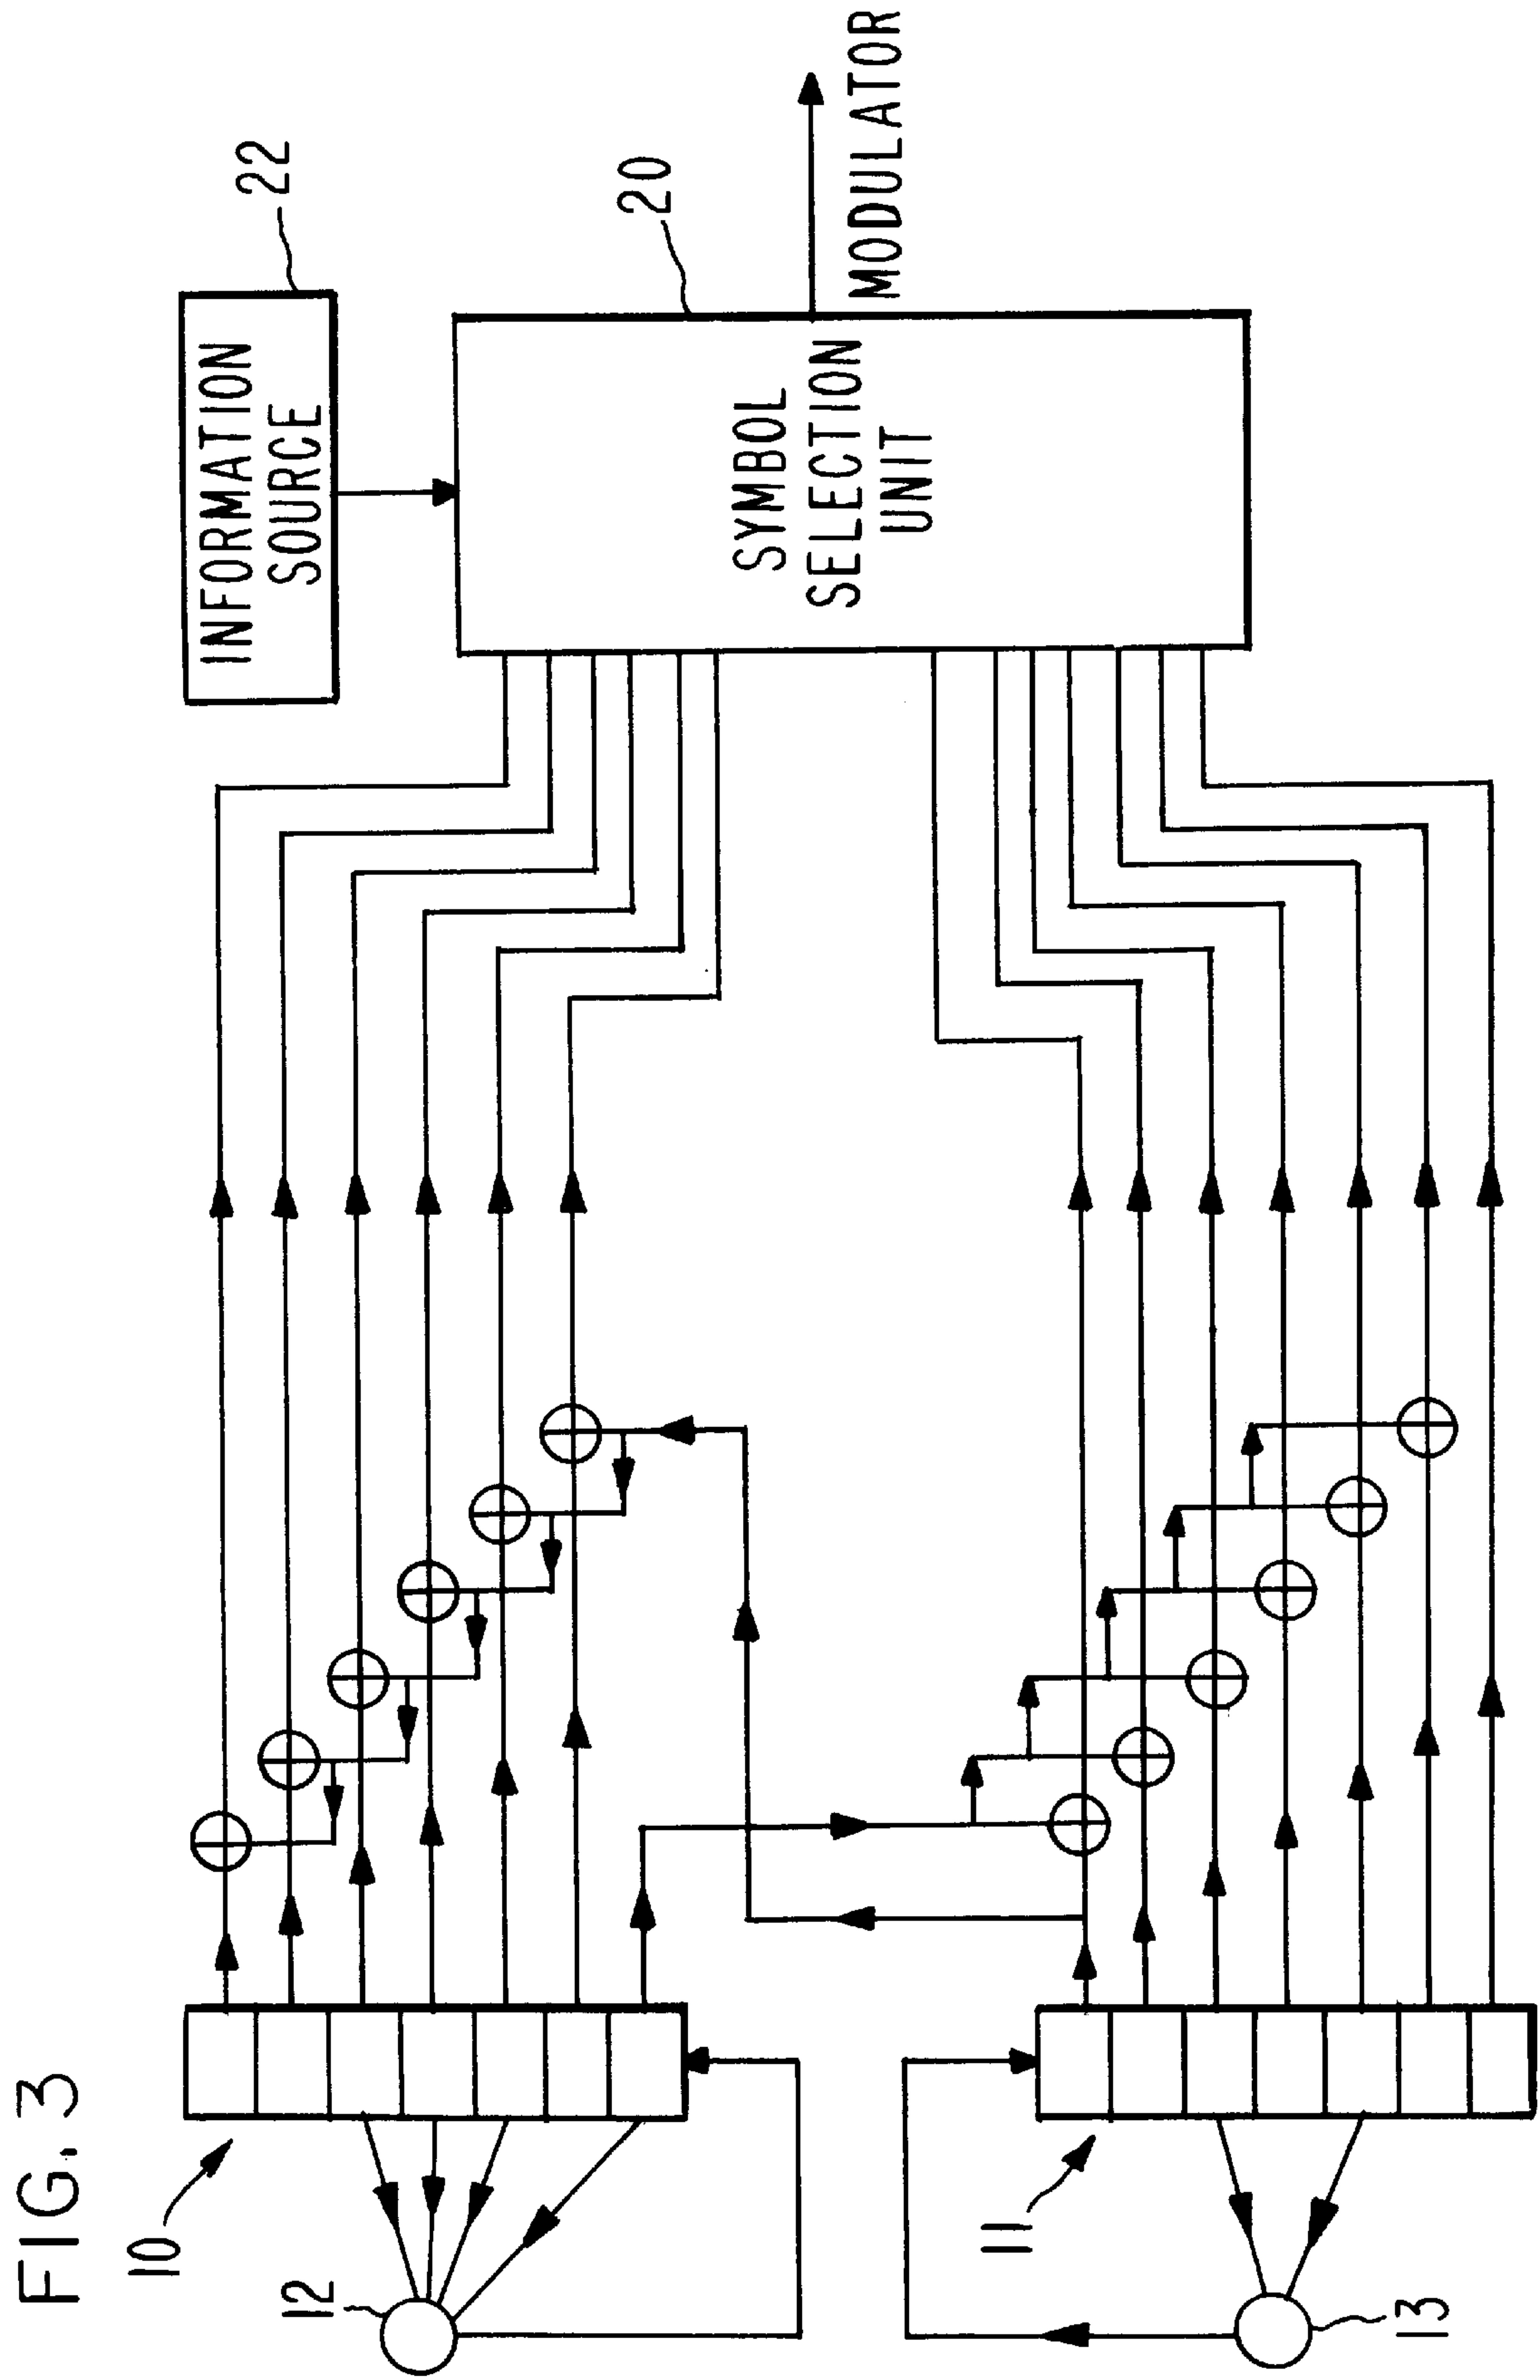 FIG. 3
10
12
11
13
INFORMATION
SOURCE
22
SYMBOL
SELECTION
UNIT
20
MODULATOR